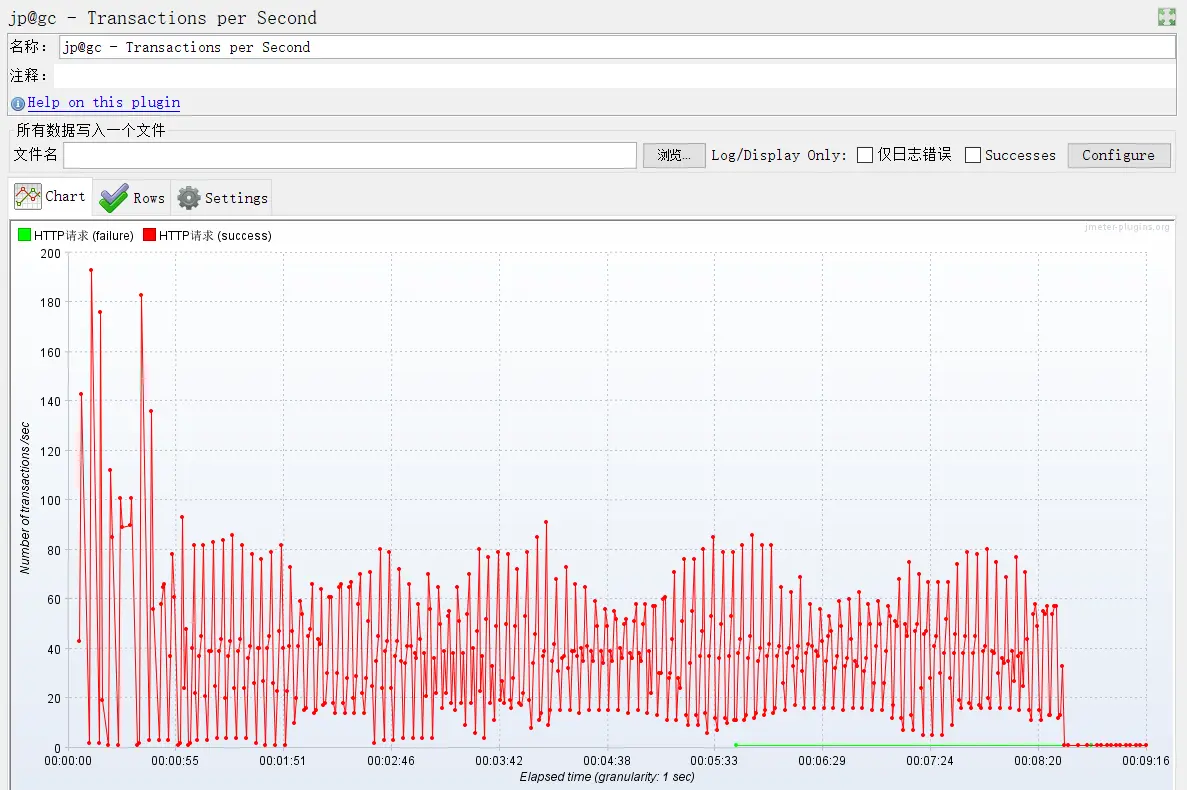 jp@gc - Transactions per Second
名称： jp@gc - Transactions per Second
注释：
Help on this plugin
所有数据写入一个文件
文件名 浏览... Log/Display Only: 仅日志错误 Successes Configure
Chart Rows Settings
HTTP请求 (failure) HTTP请求 (success) jmeter-plugins.org
200
180
160
140
120
100
80
60
40
20
0
Number of transactions /sec
00:00:00 00:00:55 00:01:51 00:02:46 00:03:42 00:04:38 00:05:33 00:06:29 00:07:24 00:08:20 00:09:16
Elapsed time (granularity: 1 sec)